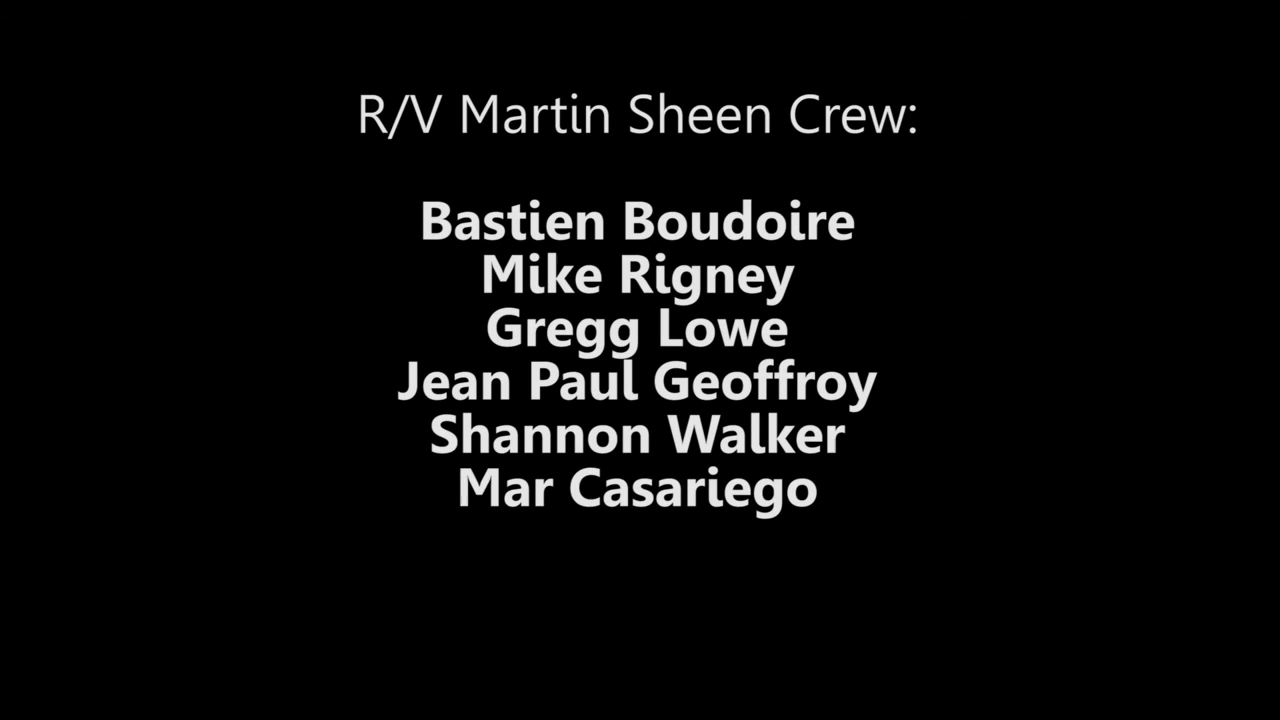 R/V Martin Sheen Crew:
Bastien Boudoire
Mike Rigney
Gregg Lowe
Jean Paul Geoffroy
Shannon Walker
Mar Casariego